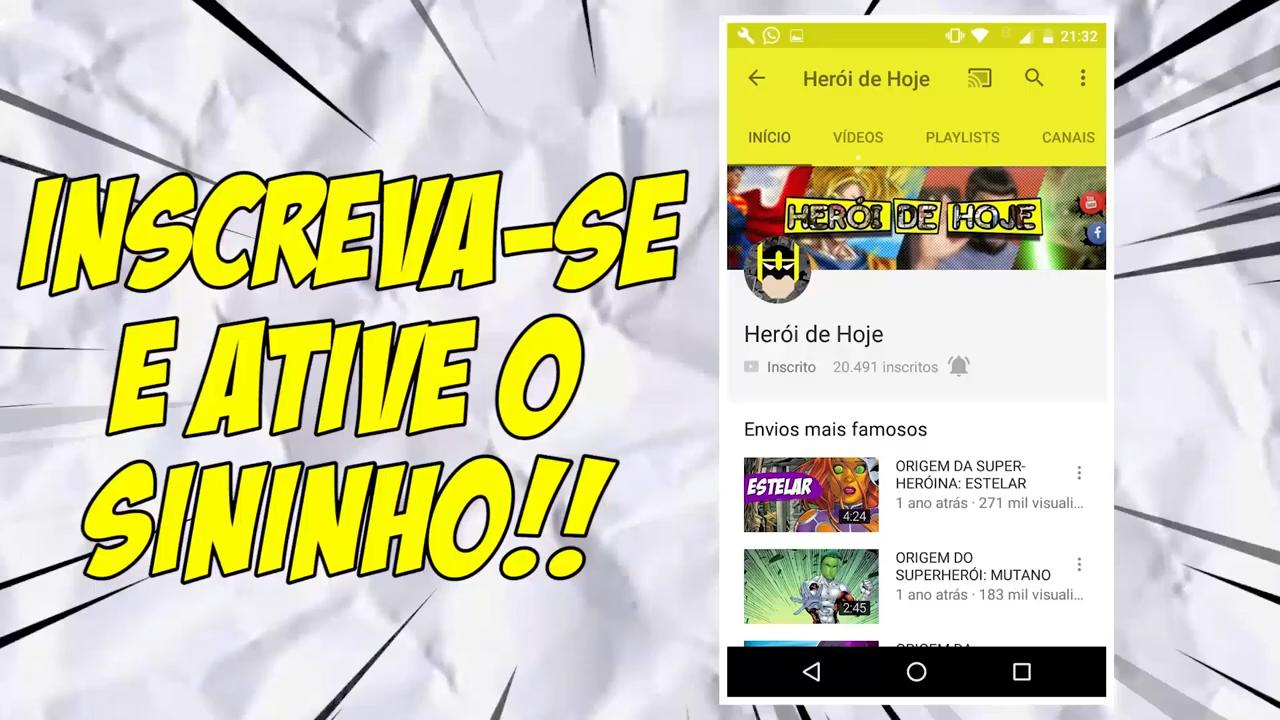 INSCREVA-SE
E ATIVE O
SININHO!!
21:32
Herói de Hoje
INÍCIO VÍDEOS PLAYLISTS CANAIS
HERÓI DE HOJE
Herói de Hoje
Inscrito 20.491 inscritos
Envios mais famosos
ESTELAR
4:24
ORIGEM DA SUPER-
HERÓINA: ESTELAR
1 ano atrás · 271 mil visuali...
2:45
ORIGEM DO
SUPERHERÓI: MUTANO
1 ano atrás · 183 mil visuali...
ORIGEM DA